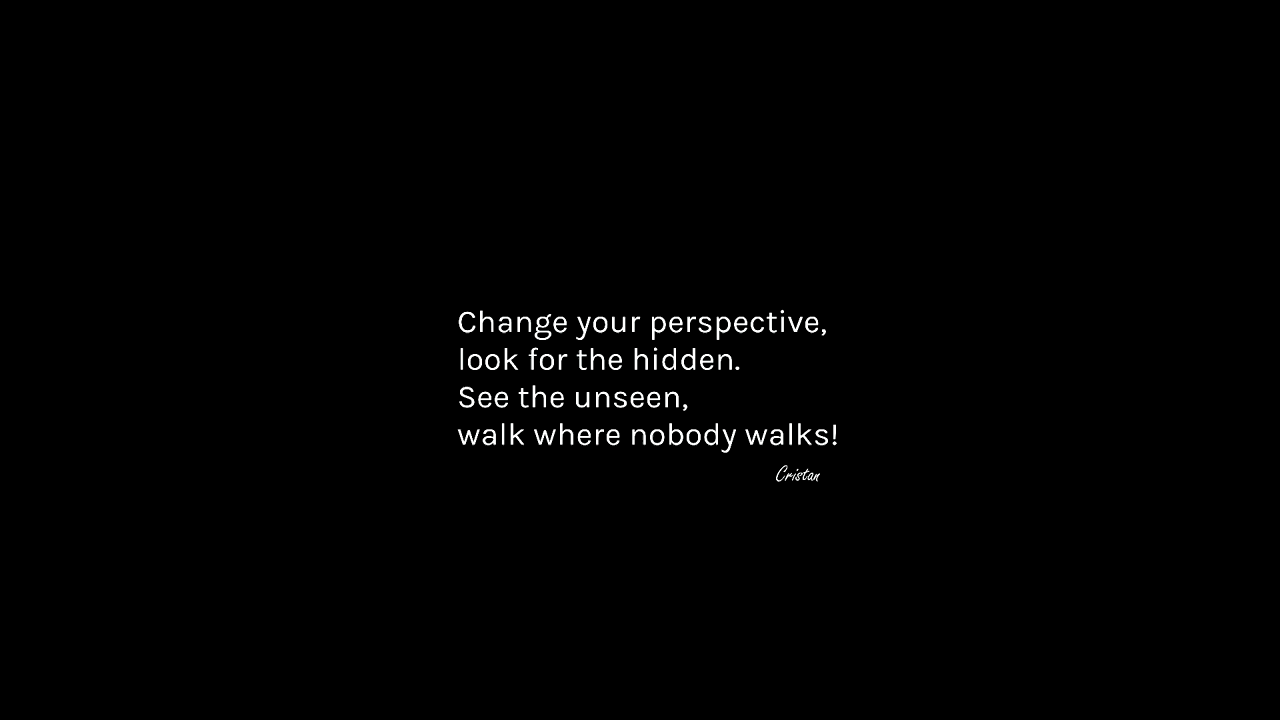 Change your perspective,
look for the hidden.
See the unseen,
walk where nobody walks!
Cristan